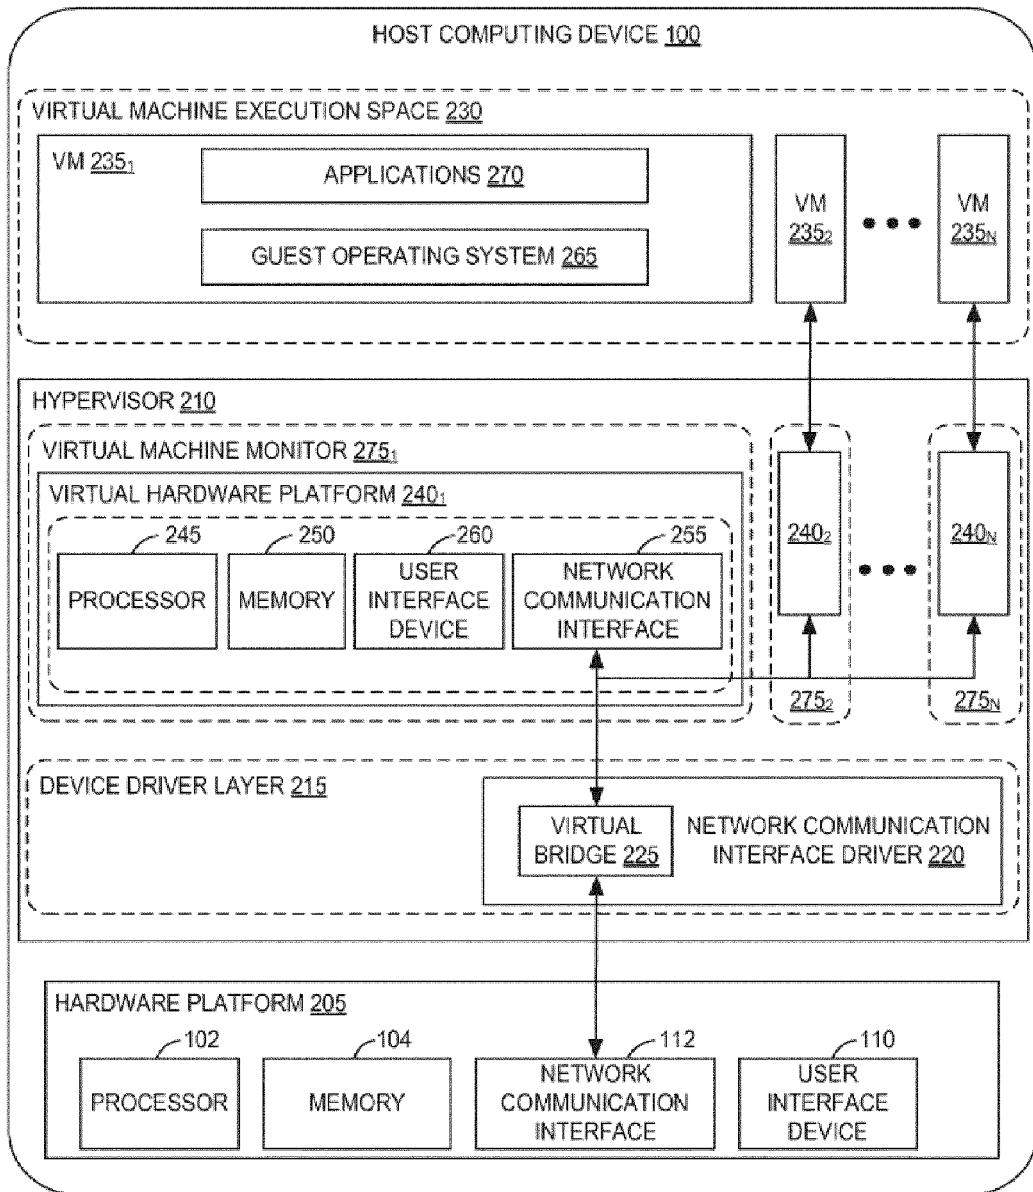 HOST COMPUTING DEVICE 100
VIRTUAL MACHINE EXECUTION SPACE 230
VM 235₁
APPLICATIONS 270
GUEST OPERATING SYSTEM 265
VM
235₂
VM
235N
HYPERVISOR 210
VIRTUAL MACHINE MONITOR 275₁
VIRTUAL HARDWARE PLATFORM 240₁
245
250
260
255
PROCESSOR
MEMORY
USER
INTERFACE
DEVICE
NETWORK
COMMUNICATION
INTERFACE
240₂
240N
275₂
275N
DEVICE DRIVER LAYER 215
VIRTUAL
BRIDGE 225
NETWORK COMMUNICATION
INTERFACE DRIVER 220
HARDWARE PLATFORM 205
102
104
112
110
PROCESSOR
MEMORY
NETWORK
COMMUNICATION
INTERFACE
USER
INTERFACE
DEVICE